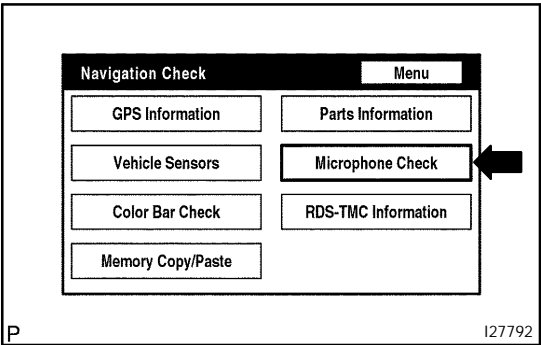 Navigation Check Menu
GPS Information Parts Information
Vehicle Sensors Microphone Check
Color Bar Check RDS-TMC Information
Memory Copy/Paste
P I27792